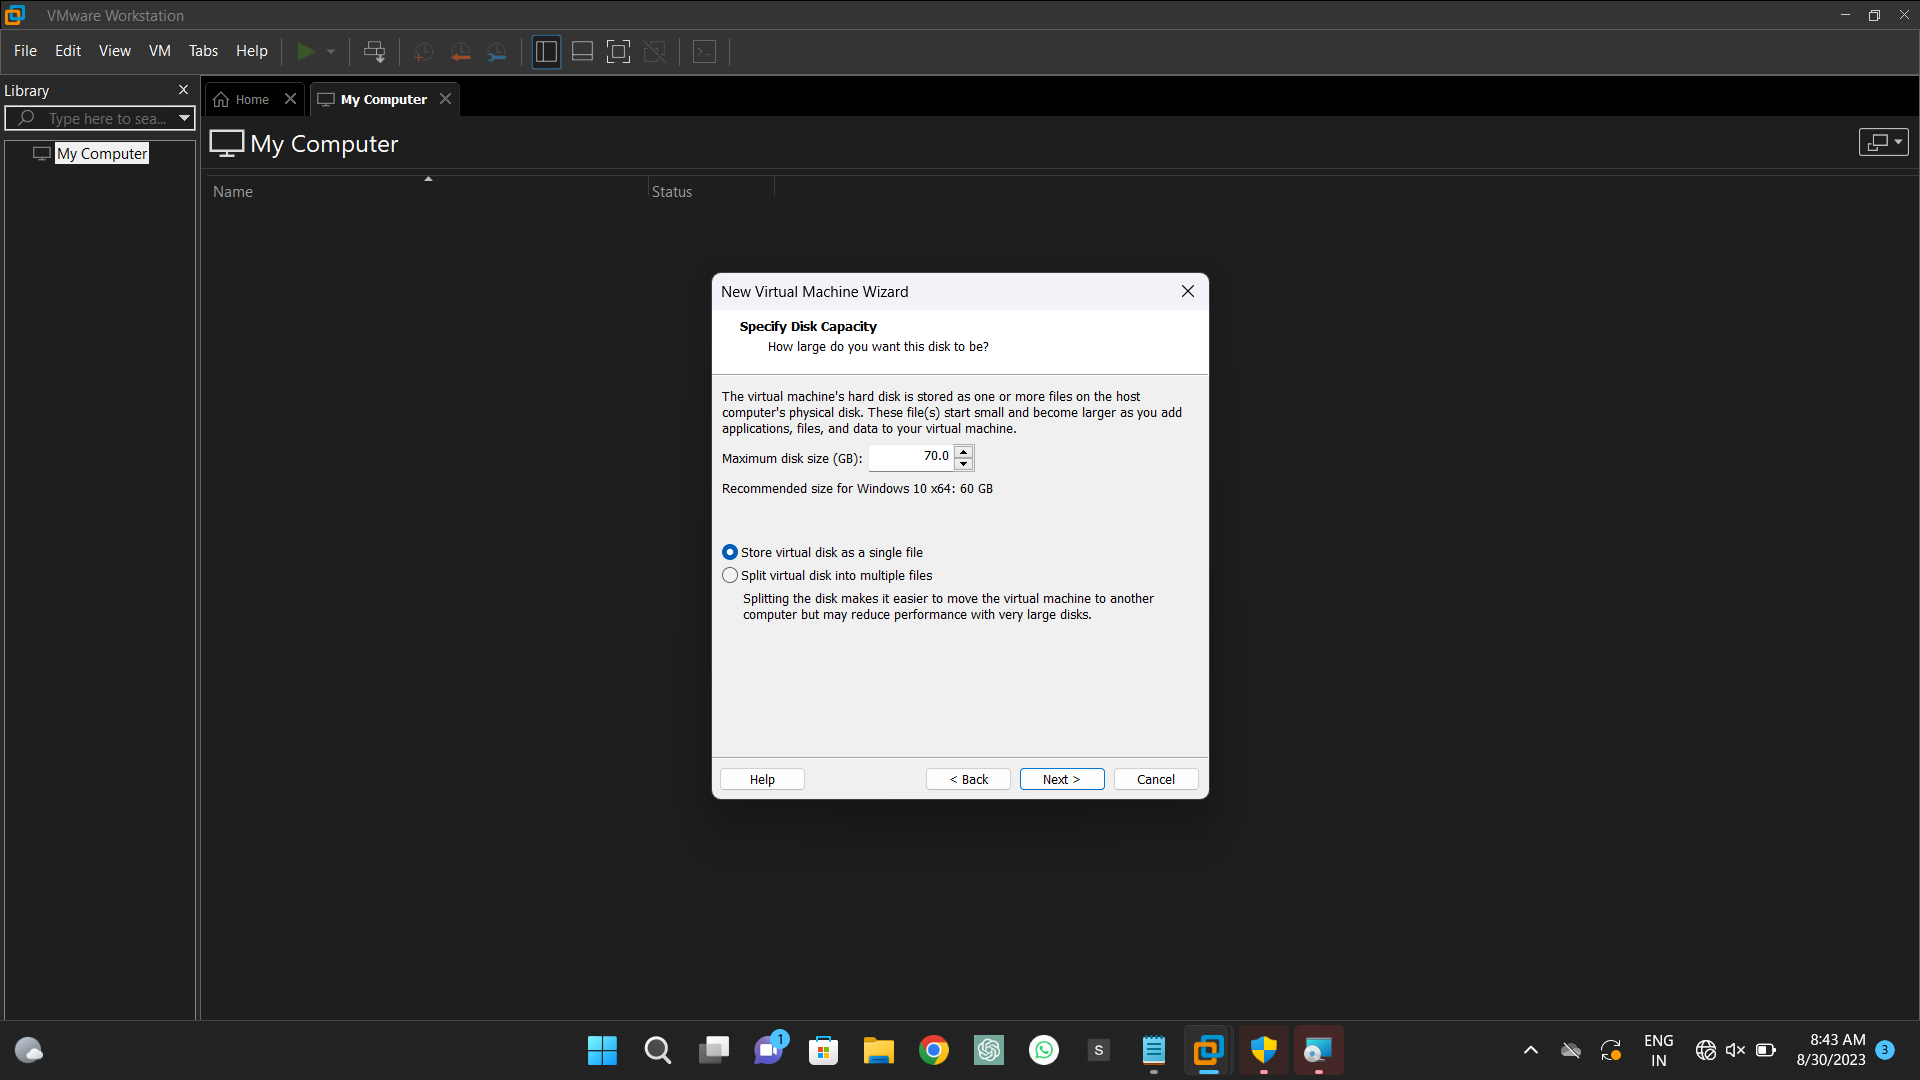 VMware Workstation
File Edit View VM Tabs Help
Library
Type here to sea...
My Computer
Home
My Computer
My Computer
Name Status
New Virtual Machine Wizard
Specify Disk Capacity
How large do you want this disk to be?
The virtual machine's hard disk is stored as one or more files on the host
computer's physical disk. These file(s) start small and become larger as you add
applications, files, and data to your virtual machine.
Maximum disk size (GB): 70.0
Recommended size for Windows 10 x64: 60 GB
Store virtual disk as a single file
Split virtual disk into multiple files
Splitting the disk makes it easier to move the virtual machine to another
computer but may reduce performance with very large disks.
Help < Back Next > Cancel
1
S
ENG
IN
8:43 AM
8/30/2023
3